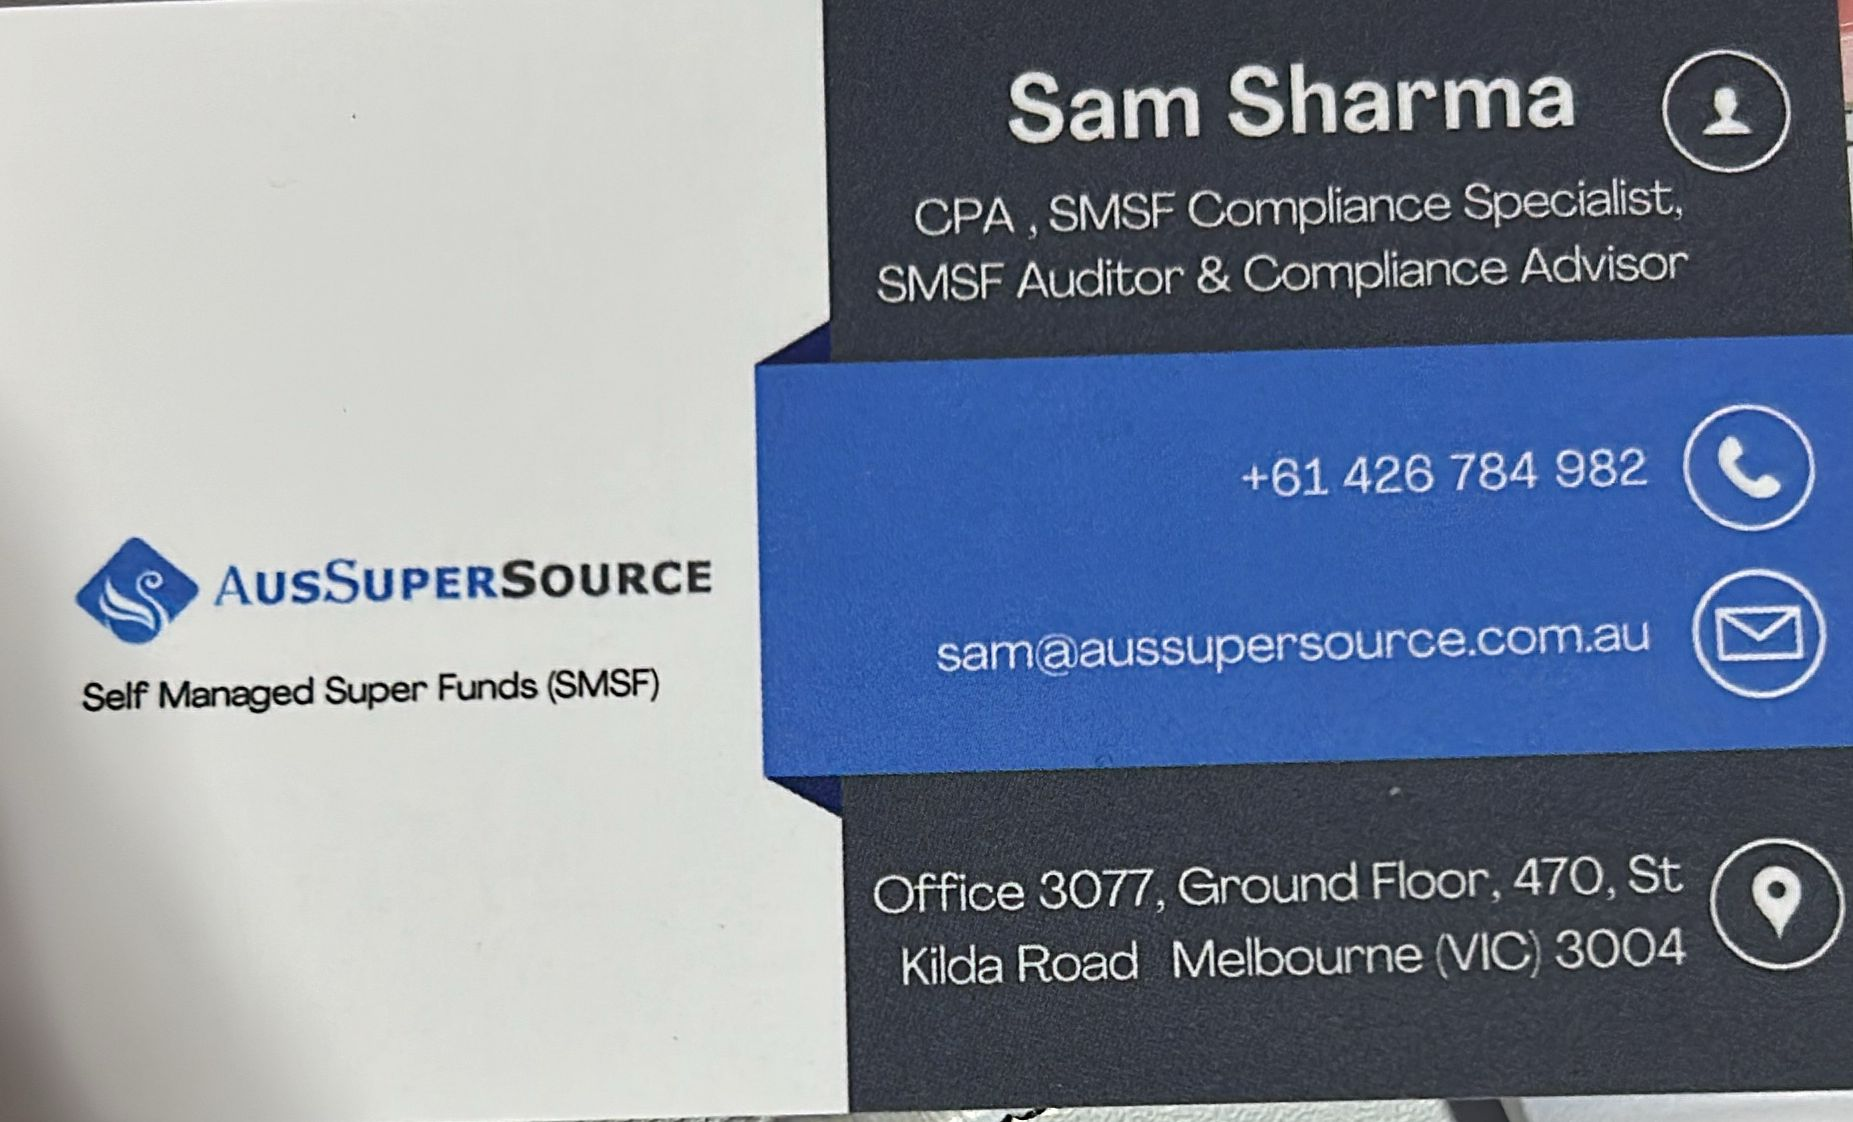 AUSSUPERSOURCE
Self Managed Super Funds (SMSF)
Sam Sharma
CPA , SMSF Compliance Specialist,
SMSF Auditor & Compliance Advisor
+61 426 784 982
sam@aussupersource.com.au
Office 3077, Ground Floor, 470, St
Kilda Road Melbourne (VIC) 3004